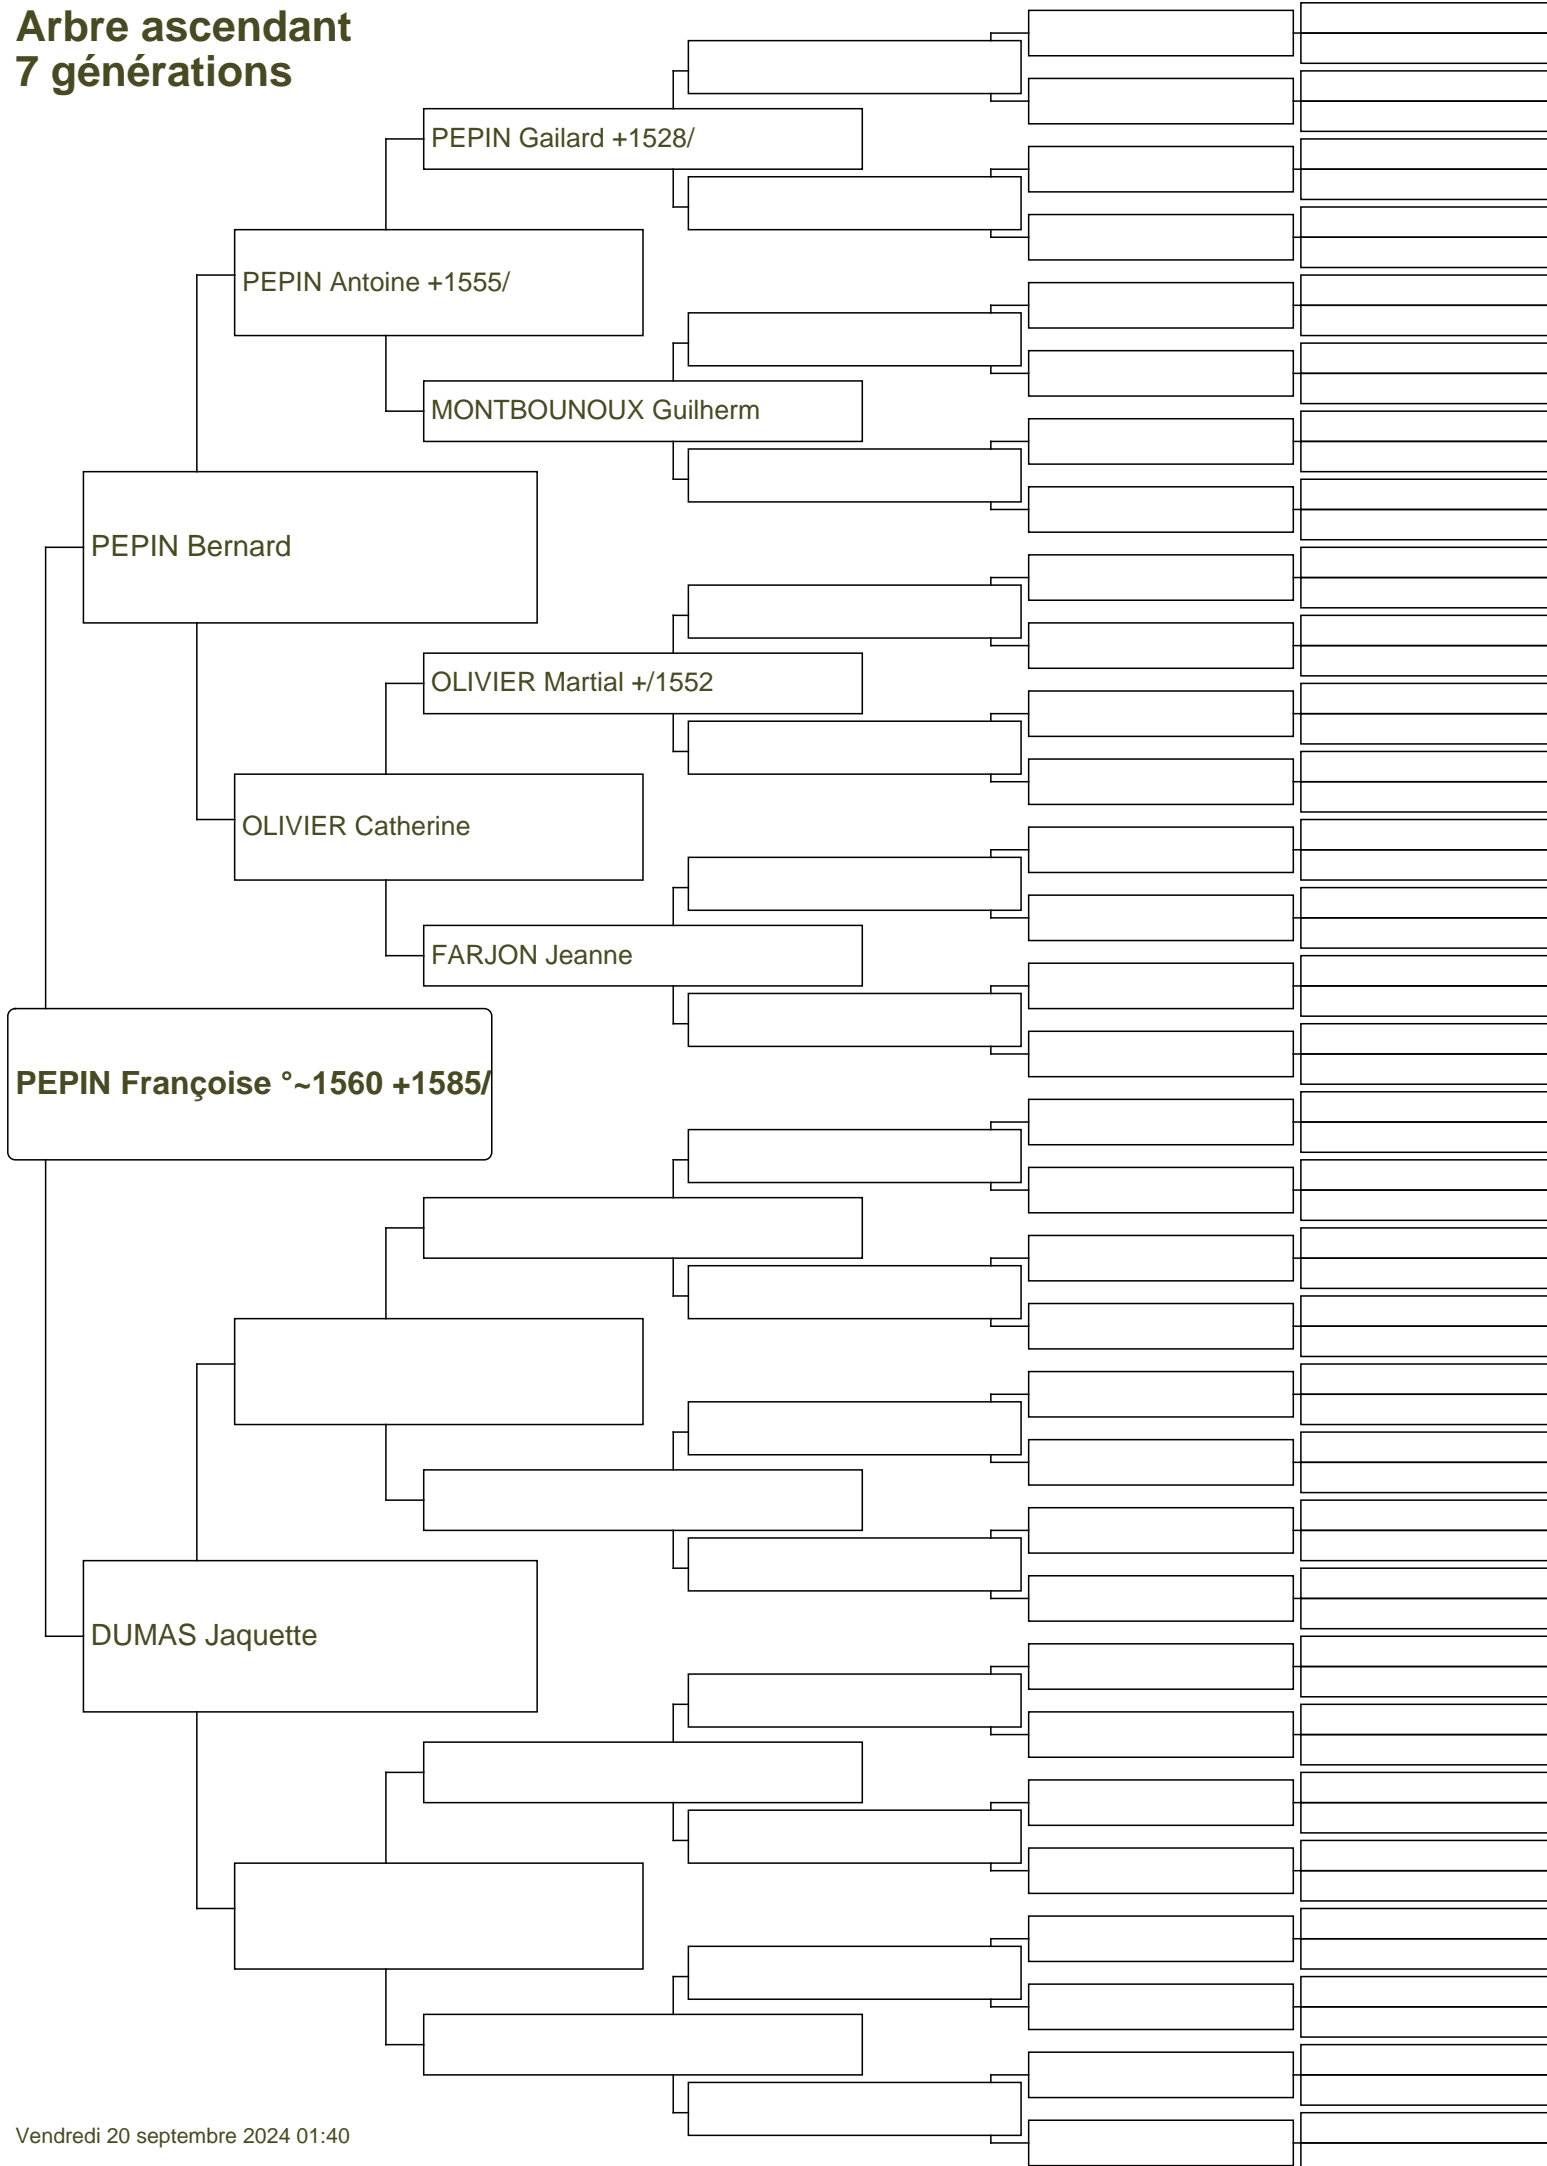 Arbre ascendant
7 générations
PEPIN Gailard +1528/
PEPIN Antoine +1555/
MONTBOUNOUX Guilherm
PEPIN Bernard
OLIVIER Martial +/1552
OLIVIER Catherine
FARJON Jeanne
PEPIN Françoise °~1560 +1585/
DUMAS Jaquette
Vendredi 20 septembre 2024 01:40